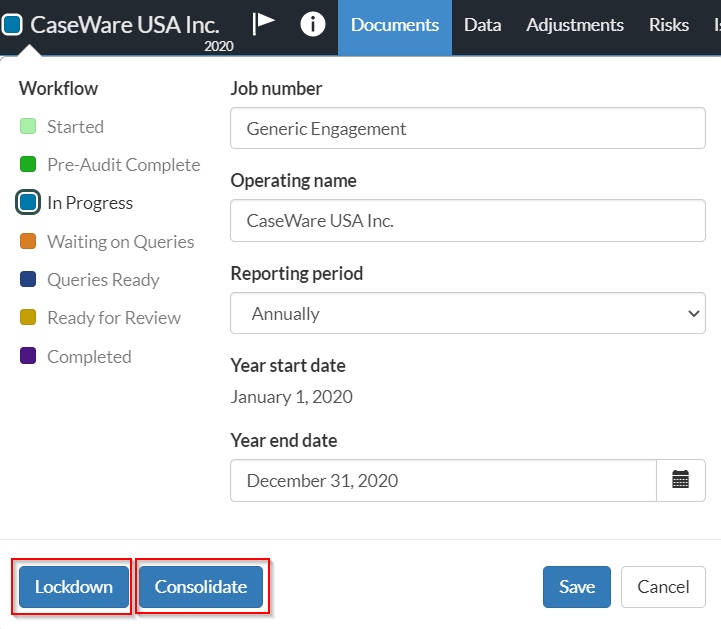 CaseWare USA Inc.
2020
Documents
Data
Adjustments
Risks
Workflow
Started
Pre-Audit Complete
In Progress
Waiting on Queries
Queries Ready
Ready for Review
Completed
Job number
Generic Engagement
Operating name
CaseWare USA Inc.
Reporting period
Annually
Year start date
January 1, 2020
Year end date
December 31, 2020
Lockdown
Consolidate
Save
Cancel